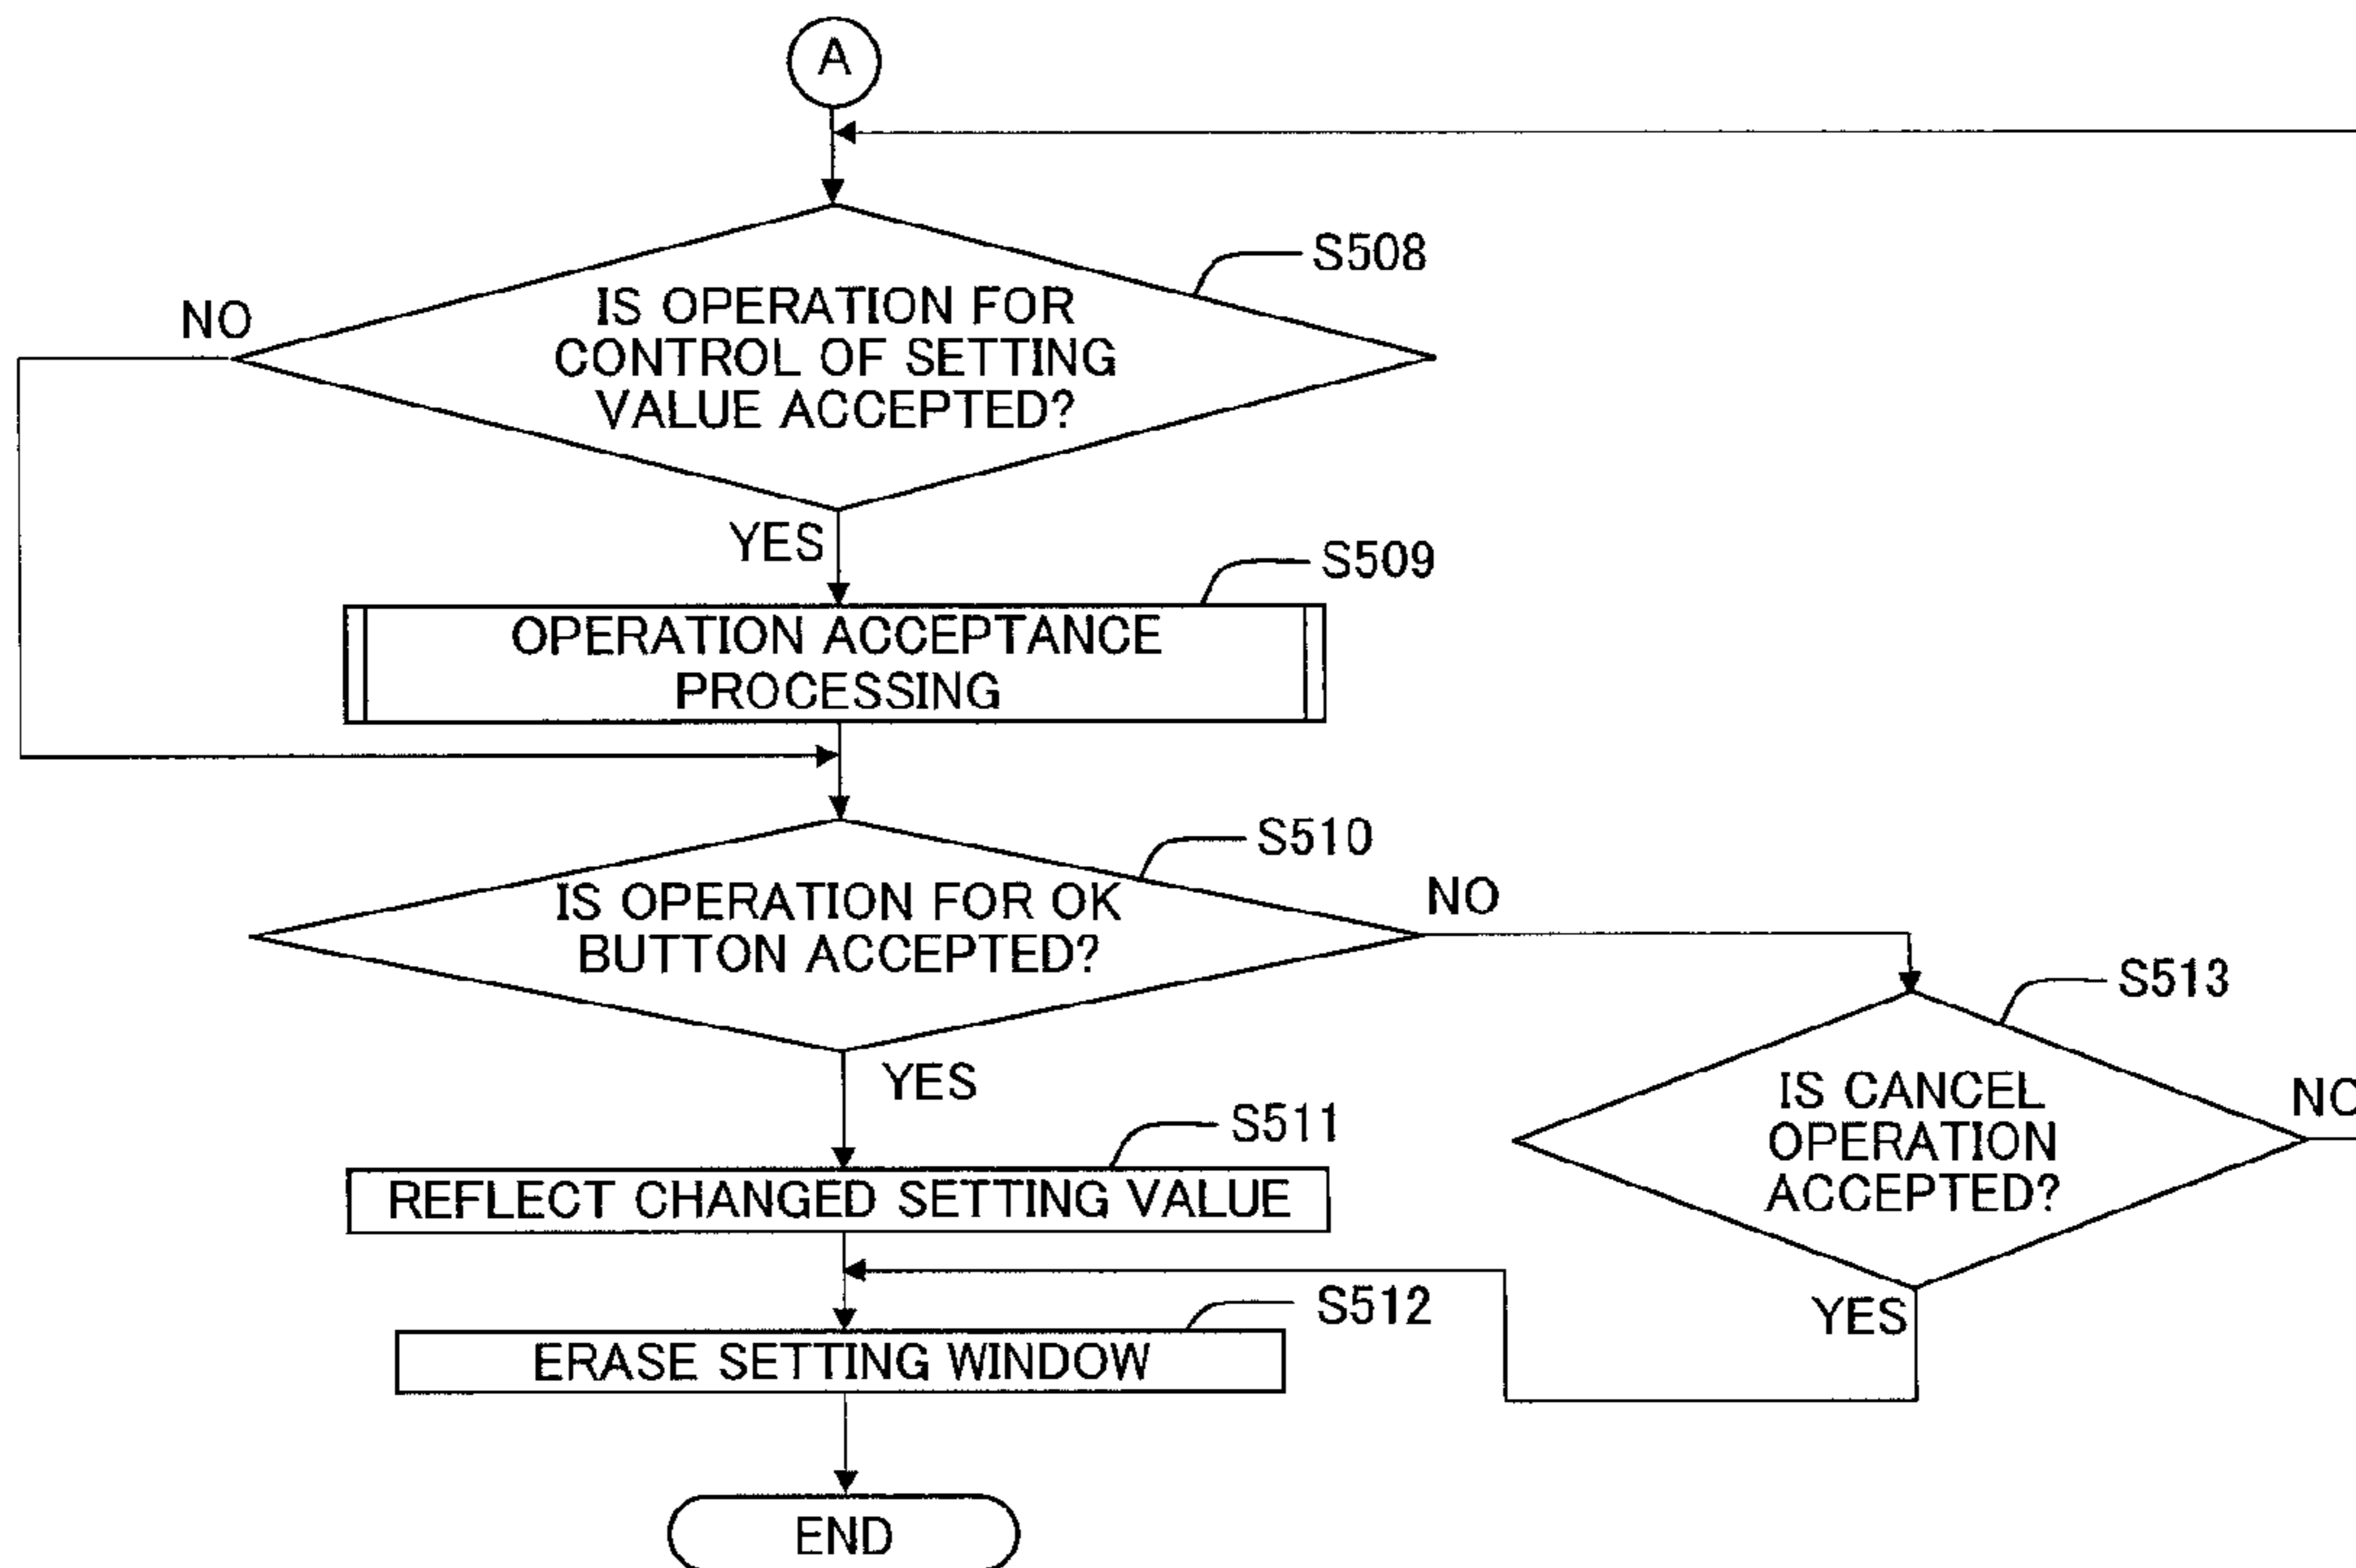 A
S508
NO
IS OPERATION FOR
CONTROL OF SETTING
VALUE ACCEPTED?
YES
S509
OPERATION ACCEPTANCE
PROCESSING
S510
IS OPERATION FOR OK
BUTTON ACCEPTED?
NO
S513
YES
IS CANCEL
OPERATION
ACCEPTED?
NO
S511
REFLECT CHANGED SETTING VALUE
S512
YES
ERASE SETTING WINDOW
END